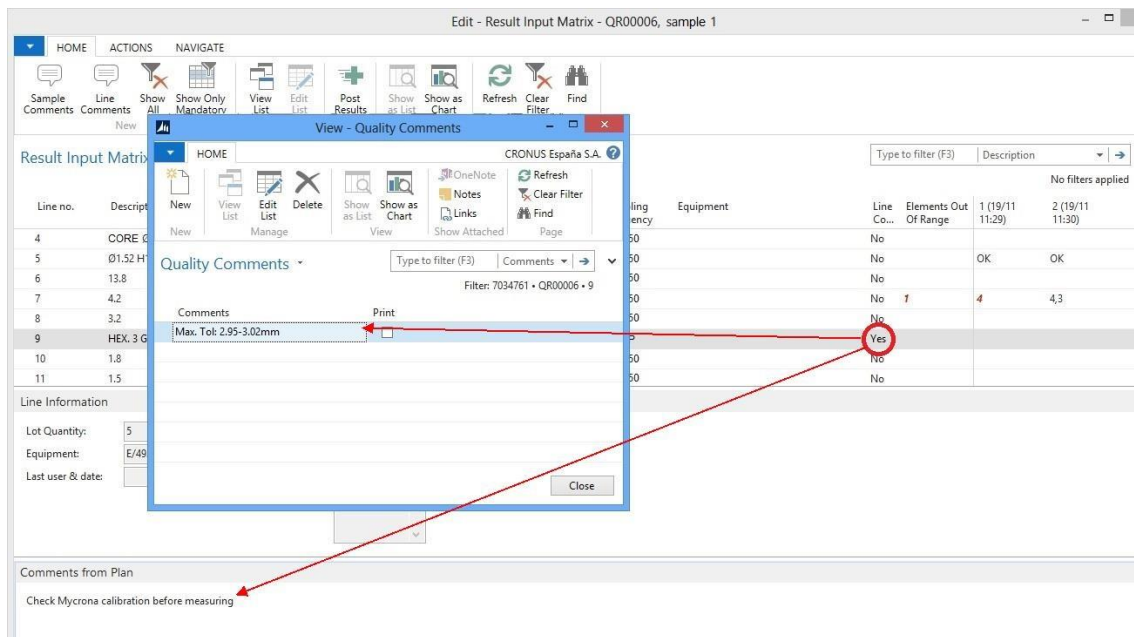 Edit - Result Input Matrix - QR00006, sample 1
HOME ACTIONS NAVIGATE
Sample Comments
Line Comments
Show All
Show Only Mandatory
View List
Edit List
Post Results
Show as List
Show as Chart
Refresh
Clear Filter
Find
New
Result Input Matrix
Type to filter (F3) Description
No filters applied
Line no.
Equipment
Line Co...
Elements Out Of Range
1 (19/11 11:29)
2 (19/11 11:30)
4 CORE No
5 Ø1.52 No OK OK
6 13.8 No
7 4.2 No 1 4 4,3
8 3.2 No
9 HEX. 3 Yes
10 1.8 No
11 1.5 No
Line Information
Lot Quantity: 5
Equipment: E/49
Last user & date:
View - Quality Comments
HOME CRONUS España S.A.
New
View List
Edit List
Delete
Show as List
Show as Chart
OneNote
Notes
Links
Refresh
Clear Filter
Find
New Manage View Show Attached Page
Quality Comments
Type to filter (F3) Comments
Filter: 7034761 • QR00006 • 9
Comments Print
Max. Tol: 2.95-3.02mm
Close
Comments from Plan
Check Mycrona calibration before measuring